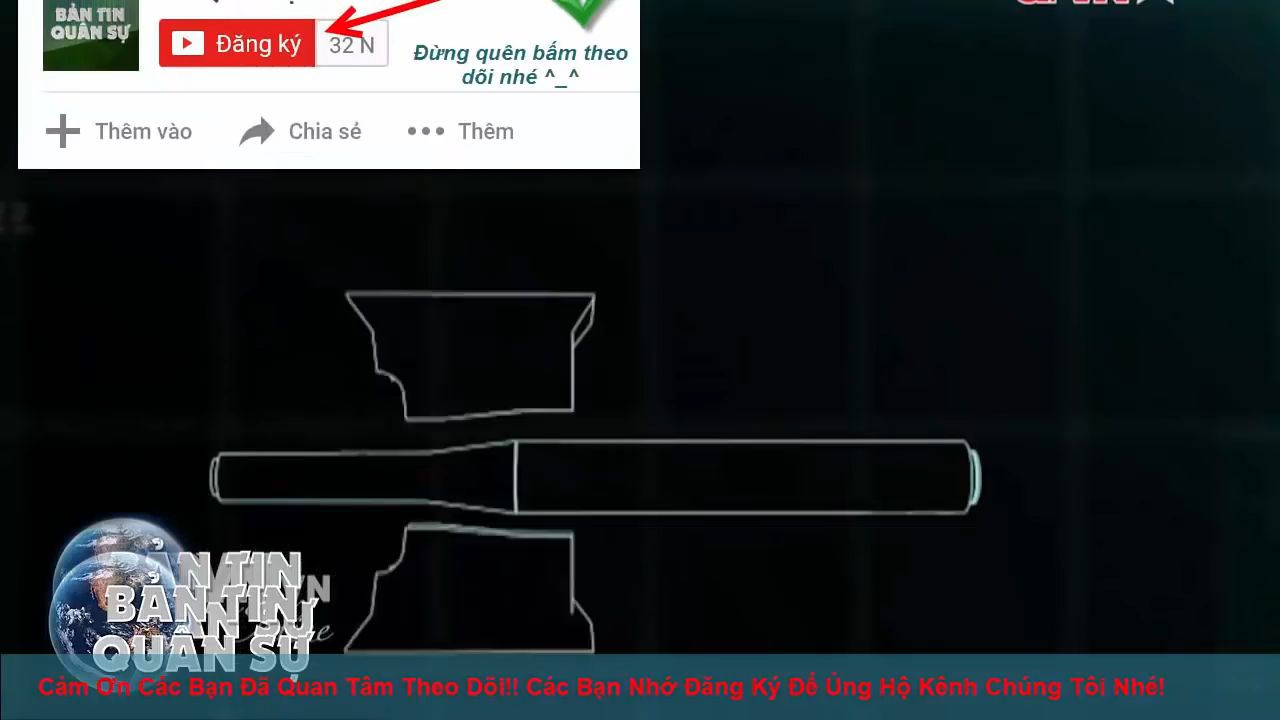 BẢN TIN
QUÂN SỰ
Đăng ký
32 N
Đừng quên bấm theo
dõi nhé ^_^
Thêm vào
Chia sẻ
Thêm
BẢN TIN
QUÂN SỰ
Cảm Ơn Các Bạn Đã Quan Tâm Theo Dõi!! Các Bạn Nhớ Đăng Ký Để Ủng Hộ Kênh Chúng Tôi Nhé!